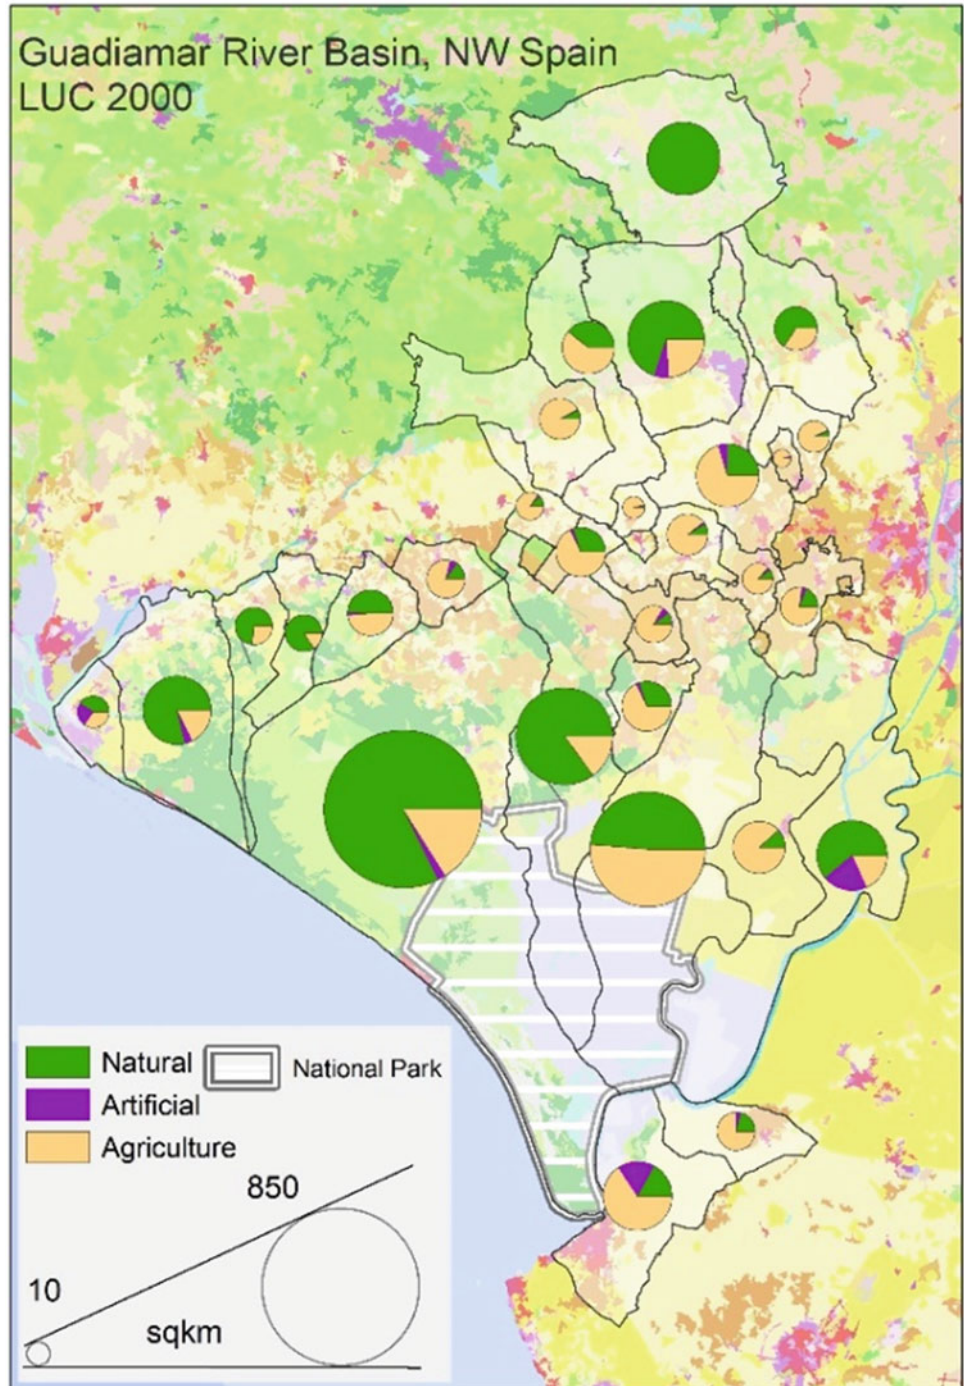 Guadiamar River Basin, NW Spain
LUC 2000
Natural
National Park
Artificial
Agriculture
850
10
sqkm